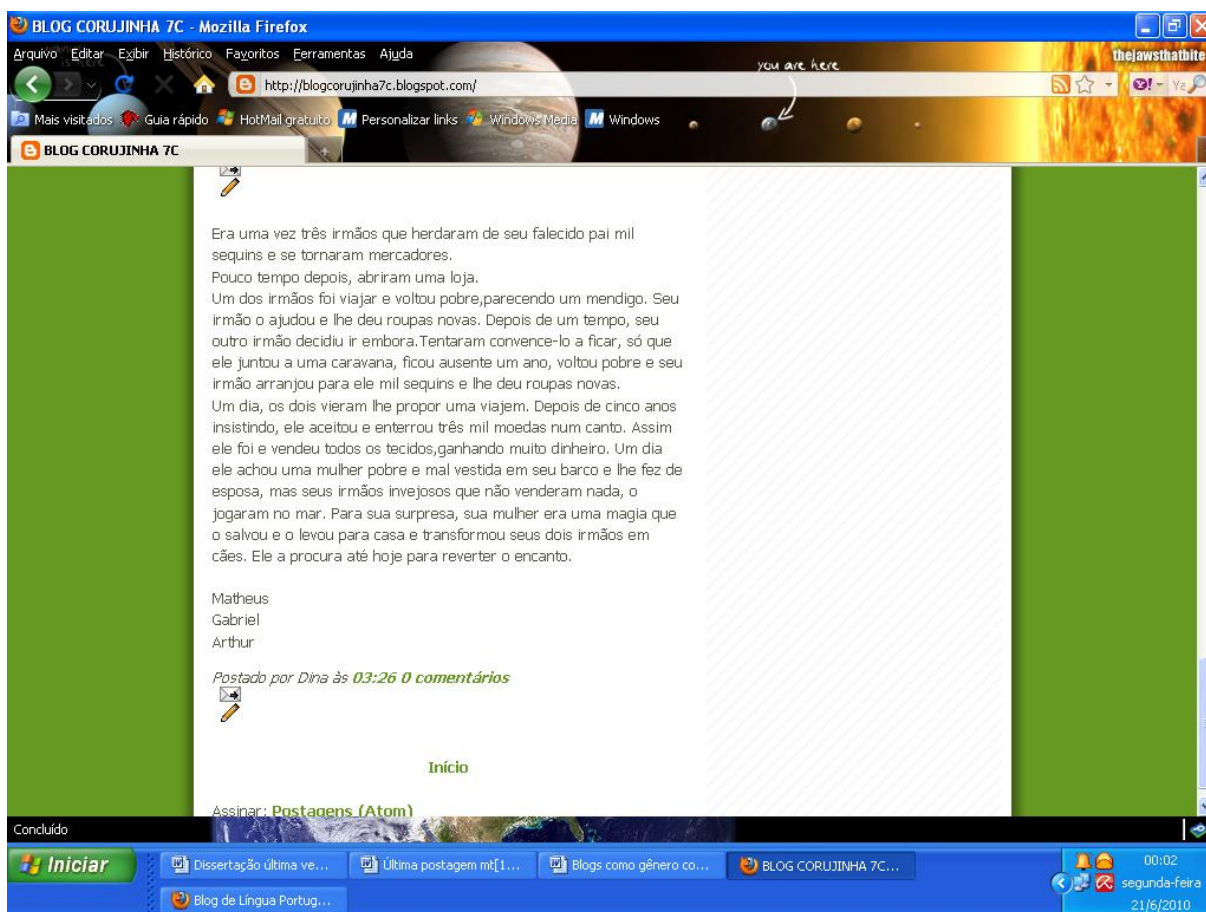 BLOG CORUJINHA 7C - Mozilla Firefox
Arquivo Editar Exibir Histórico Favoritos Ferramentas Ajuda
you are here
thejawsthatbite
http://blogcorujinha7c.blogspot.com/
Mais visitados Guia rápido HotMail gratuito Personalizar links Windows Media Windows
BLOG CORUJINHA 7C
Era uma vez três irmãos que herdaram de seu falecido pai mil
sequins e se tornaram mercadores.
Pouco tempo depois, abriram uma loja.
Um dos irmãos foi viajar e voltou pobre,parecendo um mendigo. Seu
irmão o ajudou e lhe deu roupas novas. Depois de um tempo, seu
outro irmão decidiu ir embora.Tentaram convence-lo a ficar, só que
ele juntou a uma caravana, ficou ausente um ano, voltou pobre e seu
irmão arranjou para ele mil sequins e lhe deu roupas novas.
Um dia, os dois vieram lhe propor uma viajem. Depois de cinco anos
insistindo, ele aceitou e enterrou três mil moedas num canto. Assim
ele foi e vendeu todos os tecidos,ganhando muito dinheiro. Um dia
ele achou uma mulher pobre e mal vestida em seu barco e lhe fez de
esposa, mas seus irmãos invejosos que não venderam nada, o
jogaram no mar. Para sua surpresa, sua mulher era uma magia que
o salvou e o levou para casa e transformou seus dois irmãos em
cães. Ele a procura até hoje para reverter o encanto.
Matheus
Gabriel
Arthur
Postado por Dina às 03:26 0 comentários
Início
Assinar: Postagens (Atom)
Concluído
Iniciar
Dissertação última ve...
Última postagem mt[1...
Blogs como gênero co...
BLOG CORUJINHA 7C...
00:02
Blog de Língua Portug...
segunda-feira
21/6/2010